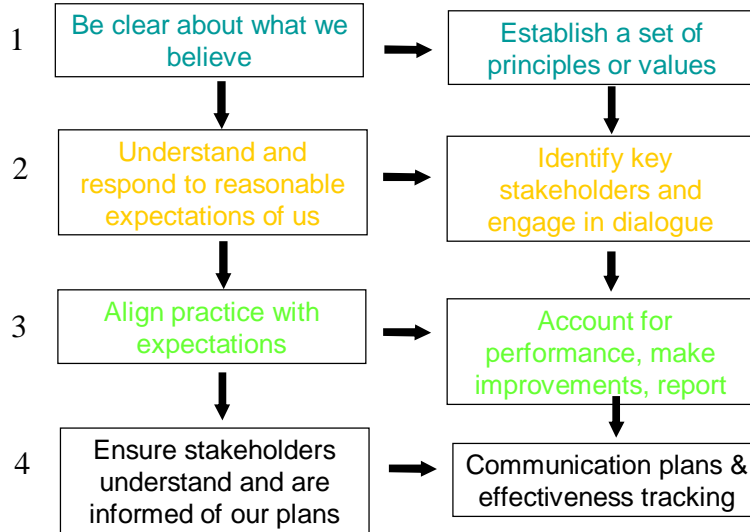 1
Be clear about what we
believe
Establish a set of
principles or values
2
Understand and
respond to reasonable
expectations of us
Identify key
stakeholders and
engage in dialogue
3
Align practice with
expectations
Account for
performance, make
improvements, report
4
Ensure stakeholders
understand and are
informed of our plans
Communication plans &
effectiveness tracking